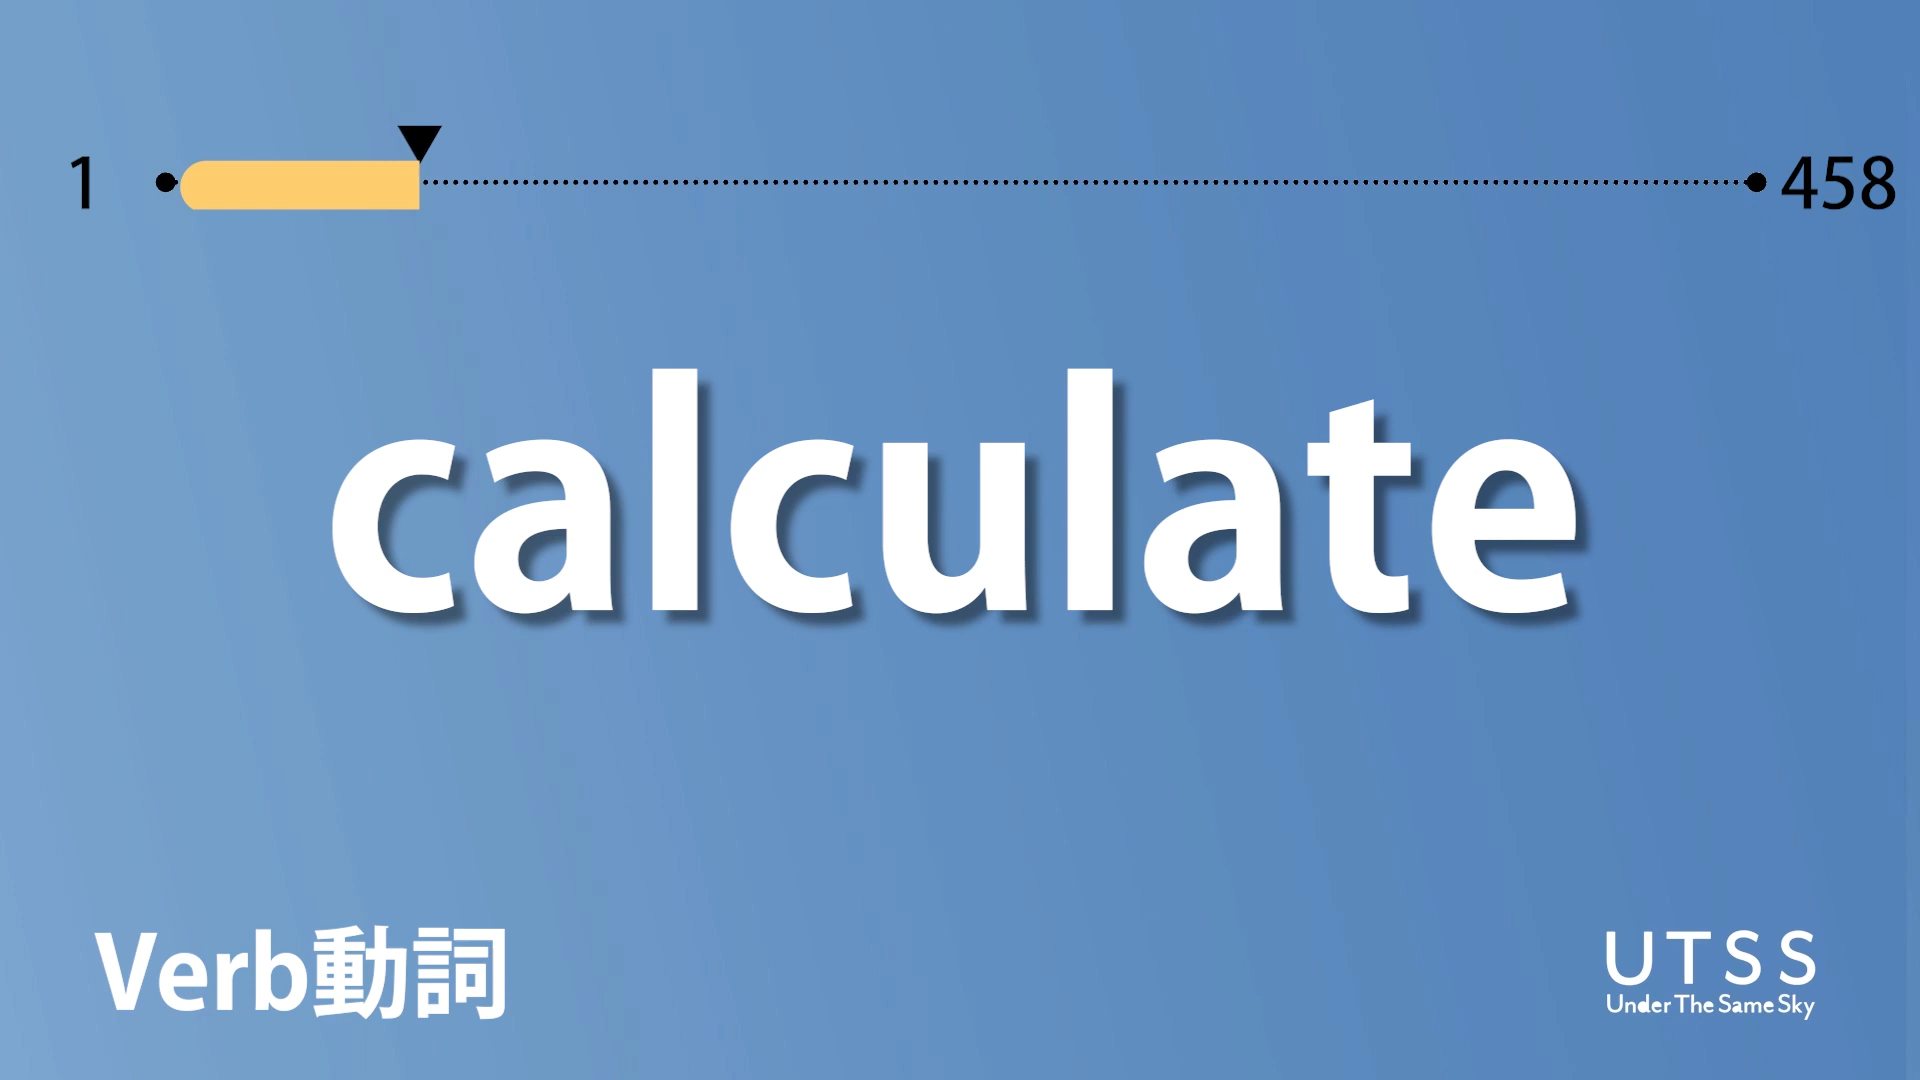 1
458
calculate
Verb動詞
UTSS
Under The Same Sky